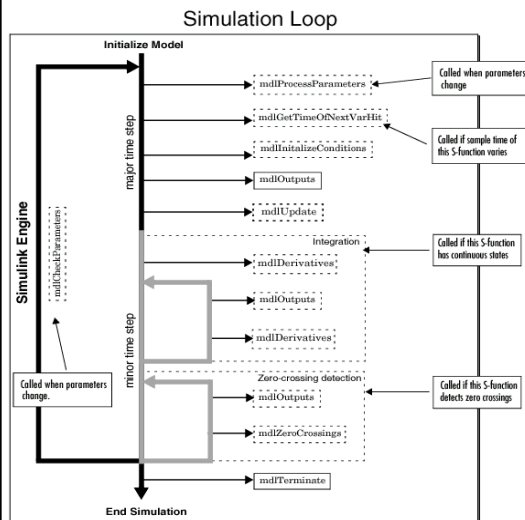 Simulation Loop
Initialize Model
mdlProcessParameters
Called when parameters
change
mdlGetTimeOfNextVarHit
Called if sample time of
this S-function varies
mdlInitalizeConditions
major time step
mdlOutputs
mdlUpdate
Simulink Engine
mdlCheckParameters
Integration
Called if this S-function
has continuous states
mdlDerivatives
mdlOutputs
mdlDerivatives
minor time step
Called when parameters
change.
Zero-crossing detection
Called if this S-function
detects zero crossings
mdlOutputs
mdlZeroCrossings
mdlTerminate
End Simulation